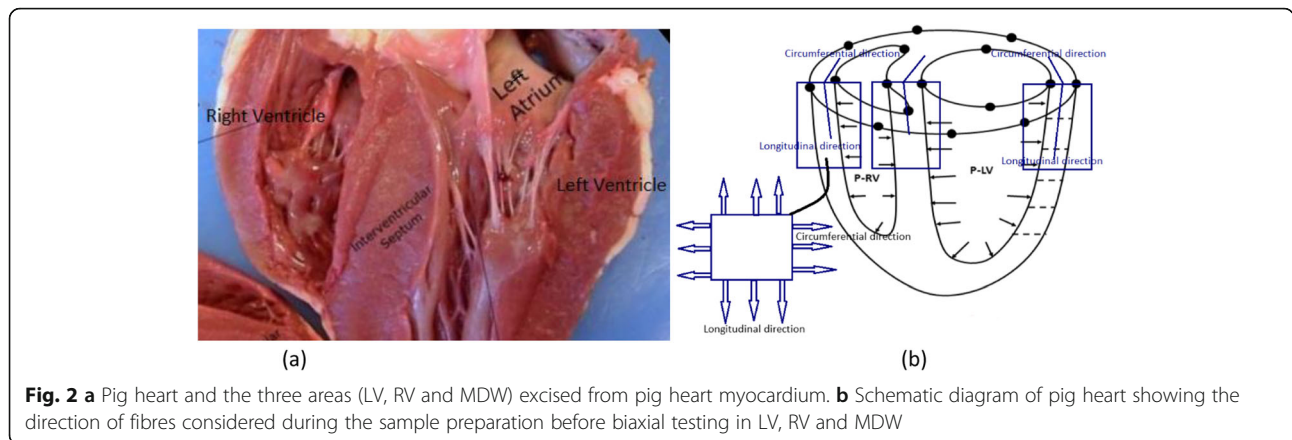 Right Ventricle
Left
Atrium
Left Ventricle
Interventricular
Septum
(a)
Circumferential direction
Circumferential direction
Longitudinal direction
Longitudinal direction
P-RV
P-LV
Circumferential direction
Longitudinal direction
(b)
Fig. 2 a Pig heart and the three areas (LV, RV and MDW) excised from pig heart myocardium. b Schematic diagram of pig heart showing the
direction of fibres considered during the sample preparation before biaxial testing in LV, RV and MDW